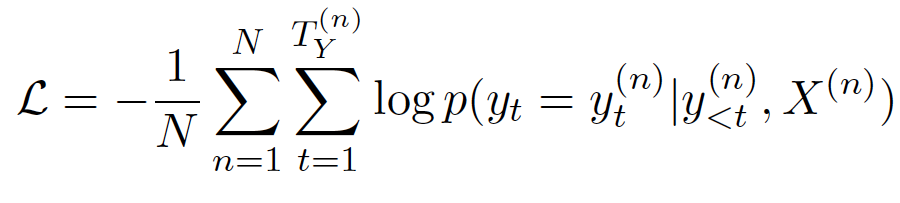 $\mathcal{L} = -\frac{1}{N} \sum_{n=1}^{N} \sum_{t=1}^{T_Y^{(n)}} \log p(y_t = y_t^{(n)} | y_{<t}^{(n)}, X^{(n)})$